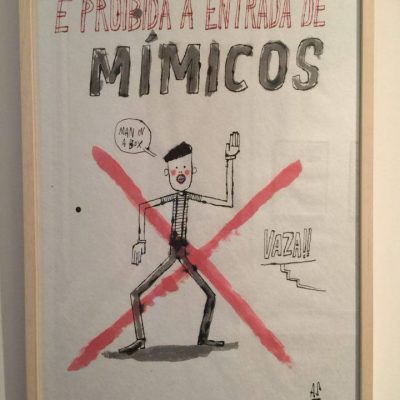 É PROIBIDA A ENTRADA DE
MÍMICOS
MAN IN
A BOX
VAZA!!